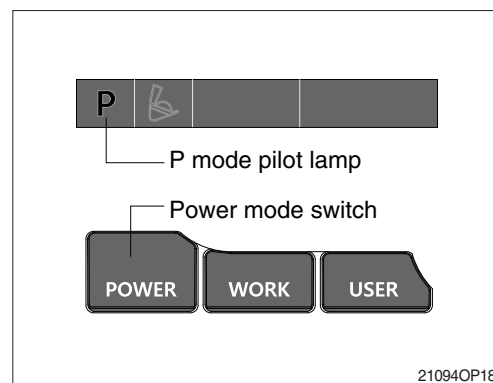 P
P mode pilot lamp
Power mode switch
POWER WORK USER
21094OP18